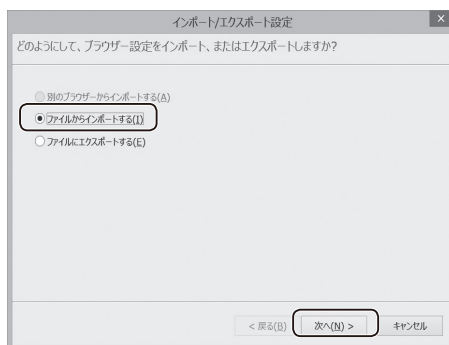 インポート/エクスポート設定
どのようにして、ブラウザー設定をインポート、またはエクスポートしますか?
別のブラウザーからインポートする(A)
ファイルからインポートする(I)
ファイルにエクスポートする(E)
< 戻る(B) 次へ(N) > キャンセル